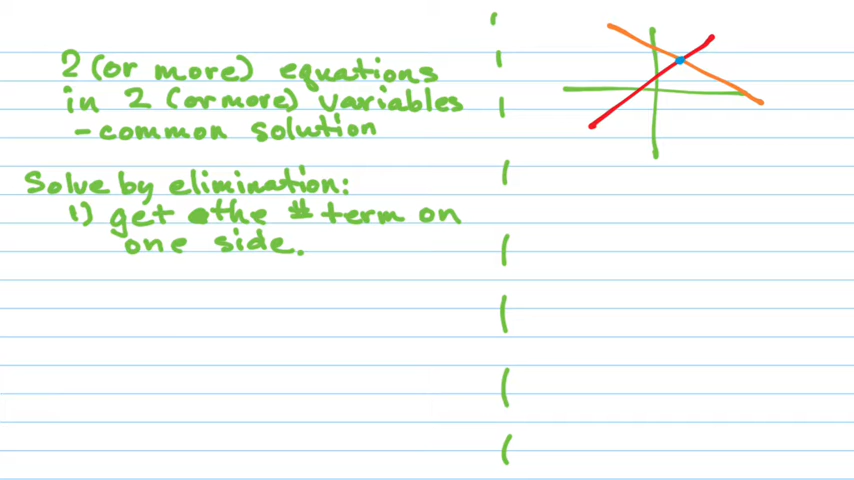 2 (or more) equations
in 2 (or more) variables
- common solution
Solve by elimination:
1) get the # term on
one side.